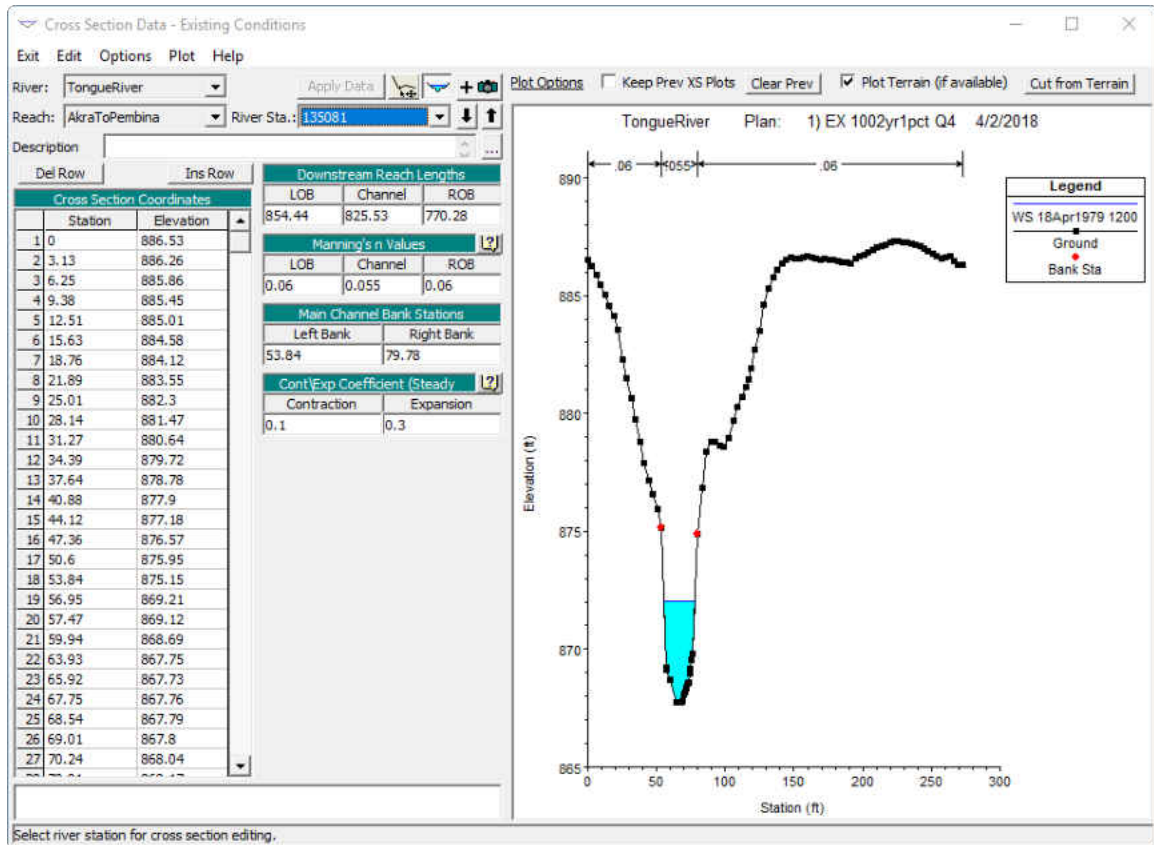 Cross Section Data - Existing Conditions
Exit Edit Options Plot Help
River: TongueRiver
Apply Data
Plot Options Keep Prev XS Plots Clear Prev Plot Terrain (if available) Cut from Terrain
Reach: AkraToPembina River Sta.: 135081
Description ...
Del Row Ins Row
Cross Section Coordinates
Station Elevation
1 0 886.53
2 3.13 886.26
3 6.25 885.86
4 9.38 885.45
5 12.51 885.01
6 15.63 884.58
7 18.76 884.12
8 21.89 883.55
9 25.01 882.3
10 28.14 881.47
11 31.27 880.64
12 34.39 879.72
13 37.64 878.78
14 40.88 877.9
15 44.12 877.18
16 47.36 876.57
17 50.6 875.95
18 53.84 875.15
19 56.95 869.21
20 57.47 869.12
21 59.94 868.69
22 63.93 867.75
23 65.92 867.73
24 67.75 867.76
25 68.54 867.79
26 69.01 867.8
27 70.24 868.04
Downstream Reach Lengths
LOB Channel ROB
854.44 825.53 770.28
Manning's n Values
LOB Channel ROB
0.06 0.055 0.06
Main Channel Bank Stations
Left Bank Right Bank
53.84 79.78
Cont\Exp Coefficient (Steady
Contraction Expansion
0.1 0.3
TongueRiver Plan: 1) EX 1002yr1pct Q4 4/2/2018
.06 .055 .06
Legend
WS 18Apr1979 1200
Ground
Bank Sta
890
885
880
875
870
865
Elevation (ft)
0 50 100 150 200 250 300
Station (ft)
Select river station for cross section editing.